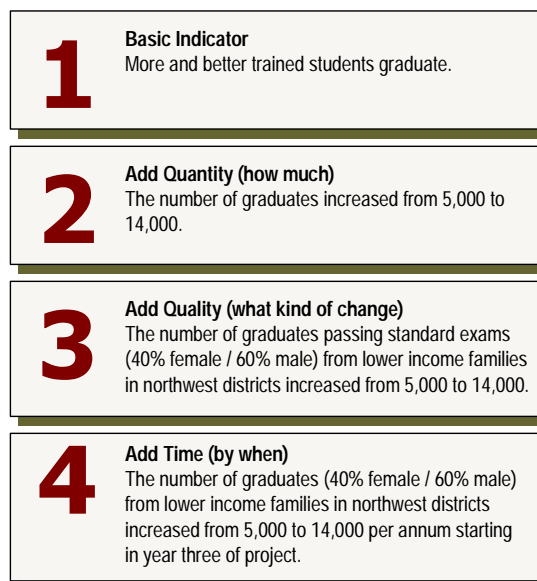 1
Basic Indicator
More and better trained students graduate.
2
Add Quantity (how much)
The number of graduates increased from 5,000 to
14,000.
3
Add Quality (what kind of change)
The number of graduates passing standard exams
(40% female / 60% male) from lower income families
in northwest districts increased from 5,000 to 14,000.
4
Add Time (by when)
The number of graduates (40% female / 60% male)
from lower income families in northwest districts
increased from 5,000 to 14,000 per annum starting
in year three of project.